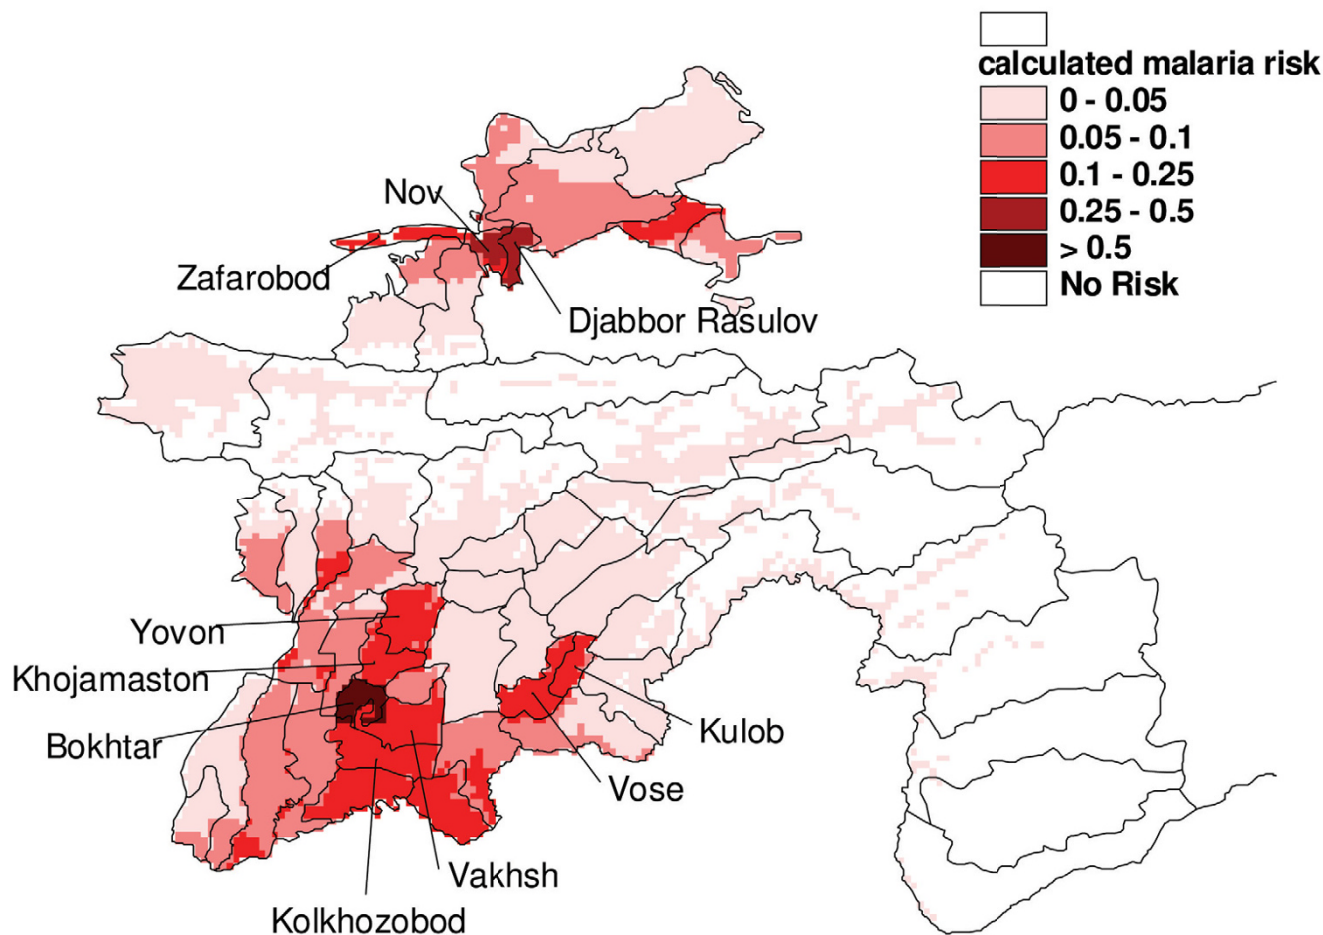 calculated malaria risk
0 - 0.05
0.05 - 0.1
0.1 - 0.25
0.25 - 0.5
> 0.5
No Risk
Nov
Zafarobod
Djabbor Rasulov
Yovon
Khojamaston
Bokhtar
Kulob
Vose
Vakhsh
Kolkhozobod